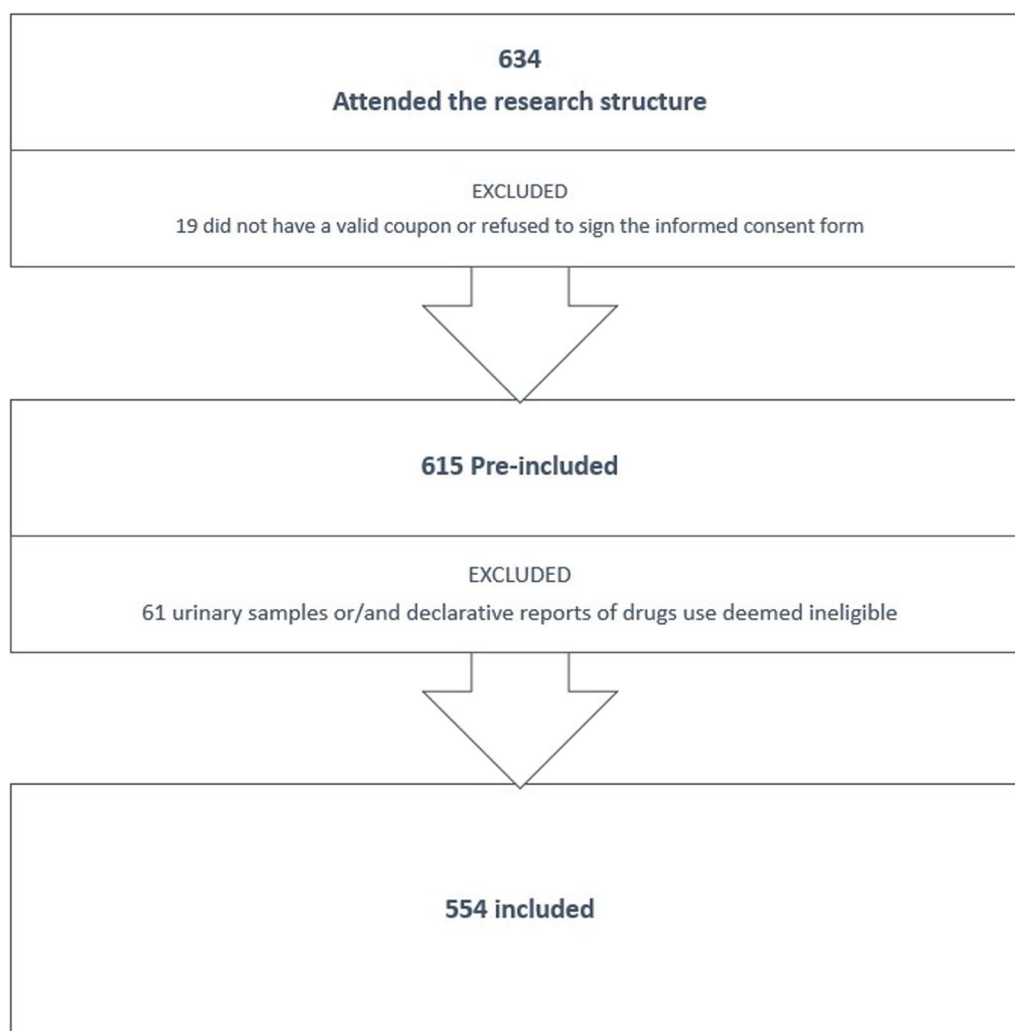 634
Attended the research structure
EXCLUDED
19 did not have a valid coupon or refused to sign the informed consent form
615 Pre-included
EXCLUDED
61 urinary samples or/and declarative reports of drugs use deemed ineligible
554 included